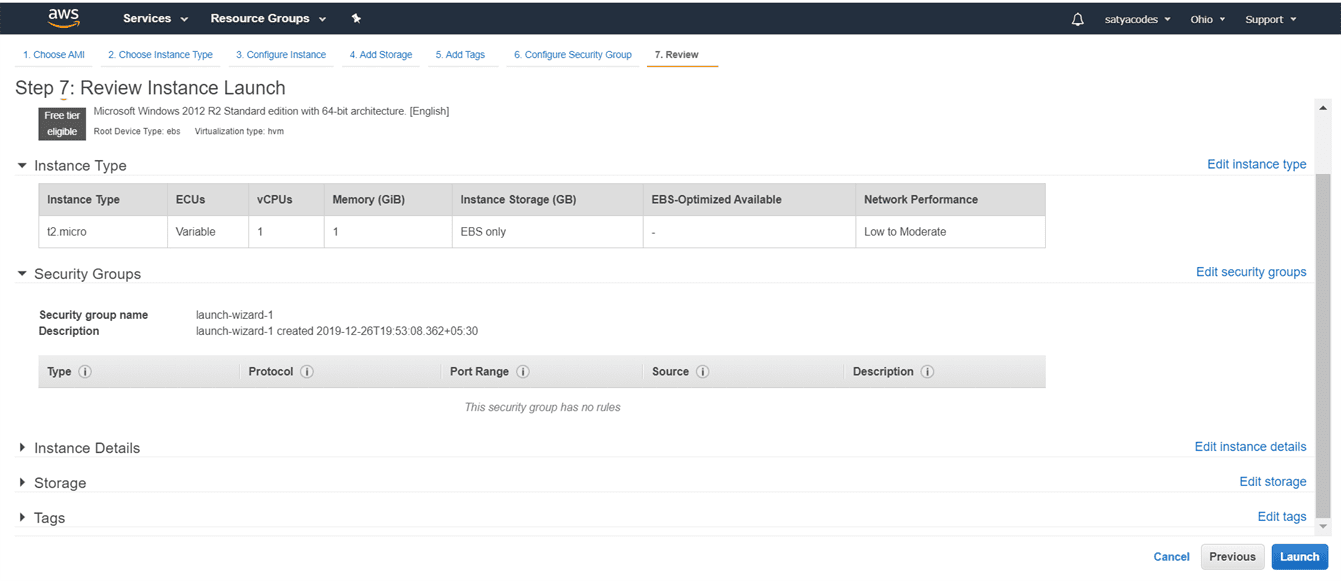 aws Services Resource Groups satyacodes Ohio Support
1. Choose AMI 2. Choose Instance Type 3. Configure Instance 4. Add Storage 5. Add Tags 6. Configure Security Group 7. Review
Step 7: Review Instance Launch
Free tier eligible
Microsoft Windows 2012 R2 Standard edition with 64-bit architecture. [English]
Root Device Type: ebs Virtualization type: hvm
Instance Type Edit instance type
Instance Type ECUs vCPUs Memory (GiB) Instance Storage (GB) EBS-Optimized Available Network Performance
t2.micro Variable 1 1 EBS only - Low to Moderate
Security Groups Edit security groups
Security group name launch-wizard-1
Description launch-wizard-1 created 2019-12-26T19:53:08.362+05:30
Type i Protocol i Port Range i Source i Description i
This security group has no rules
Instance Details Edit instance details
Storage Edit storage
Tags Edit tags
Cancel Previous Launch